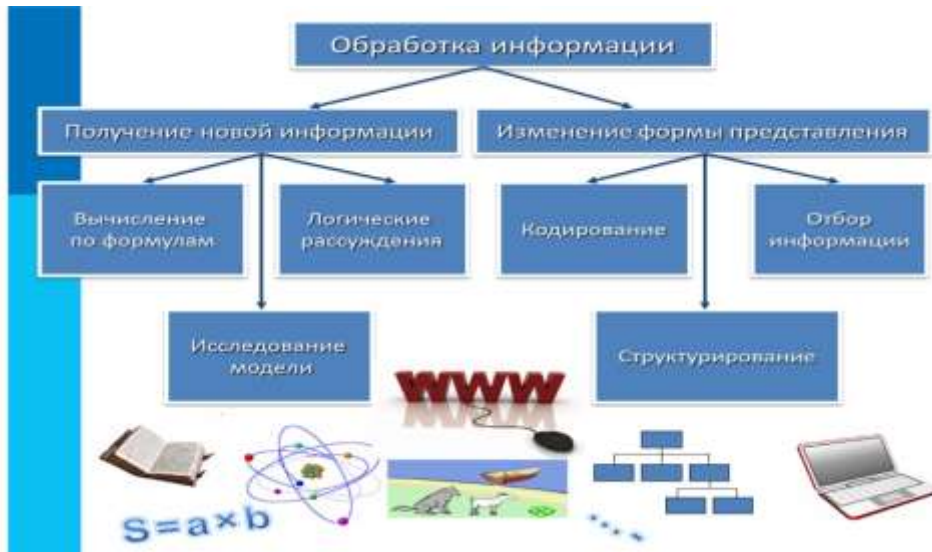 Обработка информации
Получение новой информации
Изменение формы представления
Вычисление
по формулам
Логические
рассуждения
Кодирование
Отбор
информации
Исследование
модели
Структурирование
www
S=a×b